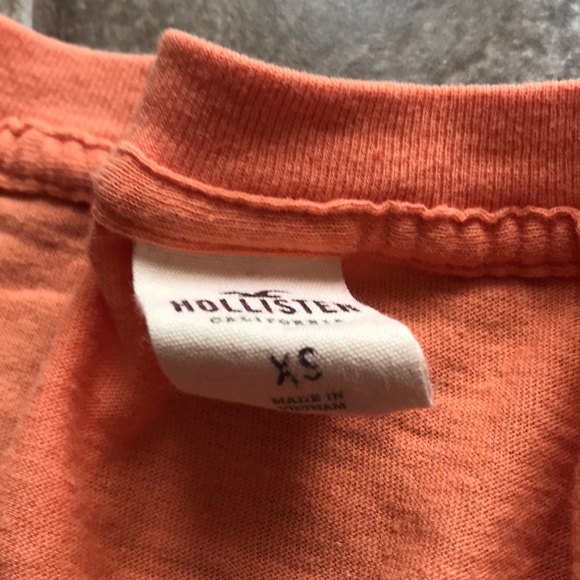 HOLLISTER
CALIFORNIA
XS
MADE IN
VIETNAM